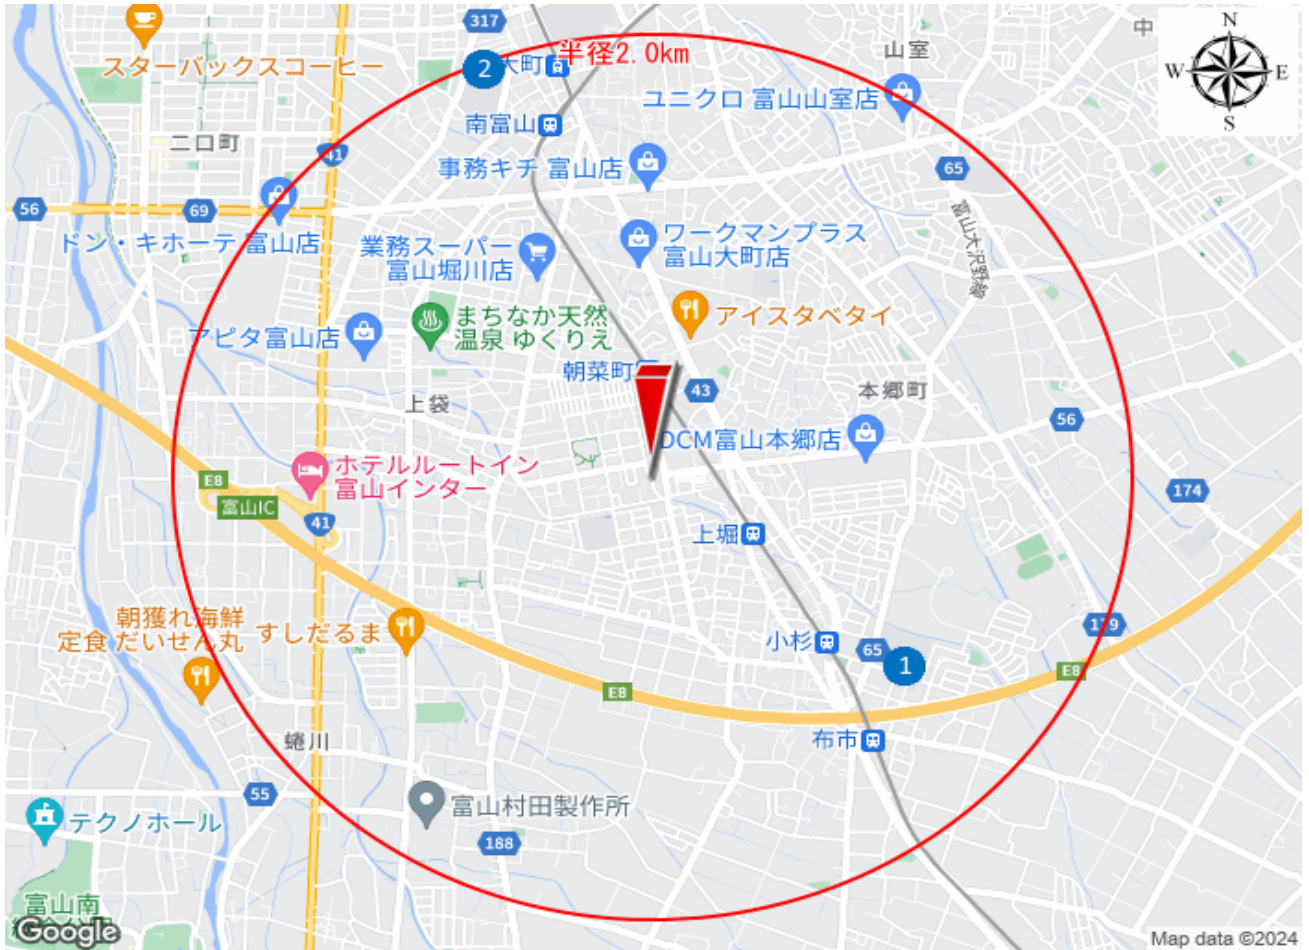 317
スターバックスコーヒー
2
大町
半径2.0km
山室
中
N
W
E
S
ユニクロ 富山山室店
南富山
二口町
41
事務キチ 富山店
65
56
69
ドン・キホーテ 富山店
業務スーパー
富山堀川店
ワークマンプラス
富山大町店
富山大沢野線
まちなか天然
温泉 ゆくりえ
アイスタベタイ
アピタ富山店
朝菜町
43
上袋
本郷町
56
DCM富山本郷店
ホテルルートイン
富山インター
E8
富山IC
41
174
上堀
朝獲れ海鮮
定食 だいせん丸
すしだるま
小杉
65
1
179
E8
E8
布市
蜷川
55
富山村田製作所
テクノホール
188
富山南
Google
Map data ©2024